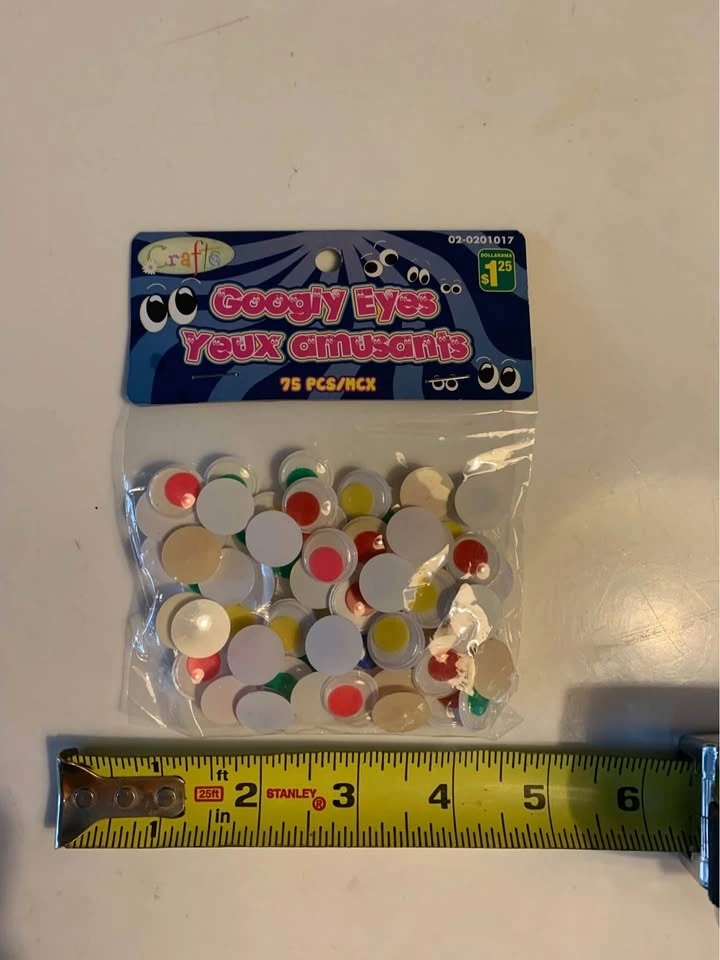 Crafts
02-0201017
DOLLARAMA
$1 25
Googly Eyes
Yeux amusants
75 PCS/MCX
1 ft 25ft 2 STANLEY® 3 4 5 6
1 in